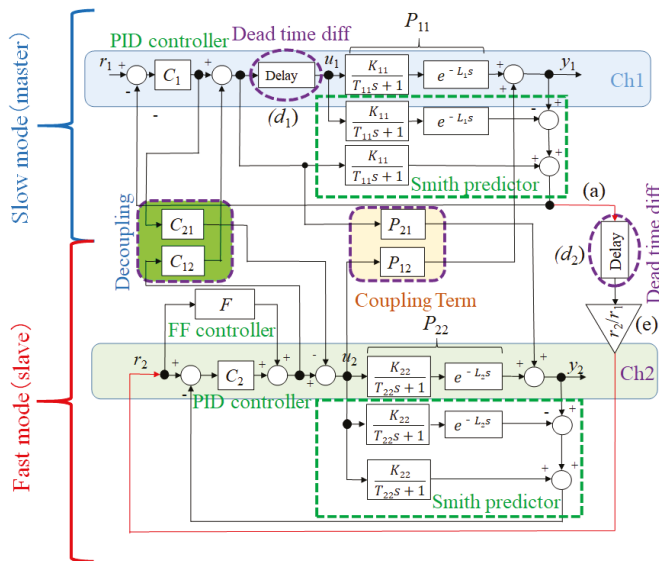 Dead time diff
P₁₁
PID controller
r₁ + C₁ + Delay u₁ K₁₁ / T₁₁s + 1 e^{-L₁s} + y₁
- - + Ch1
(d₁) K₁₁ / T₁₁s + 1 e^{-L₁s} - +
K₁₁ / T₁₁s + 1 + +
Smith predictor
(a)
Slow mode (master)
Decoupling
C₂₁
C₁₂
P₂₁
P₁₂
Coupling Term
(d₂)
Delay
Dead time diff
r₂/r₁
(e)
Fast mode (slave)
F
FF controller
P₂₂
r₂ + C₂ + + + - u₂ K₂₂ / T₂₂s + 1 e^{-L₂s} + + y₂
- PID controller Ch2
K₂₂ / T₂₂s + 1 e^{-L₂s} - +
K₂₂ / T₂₂s + 1 + +
Smith predictor